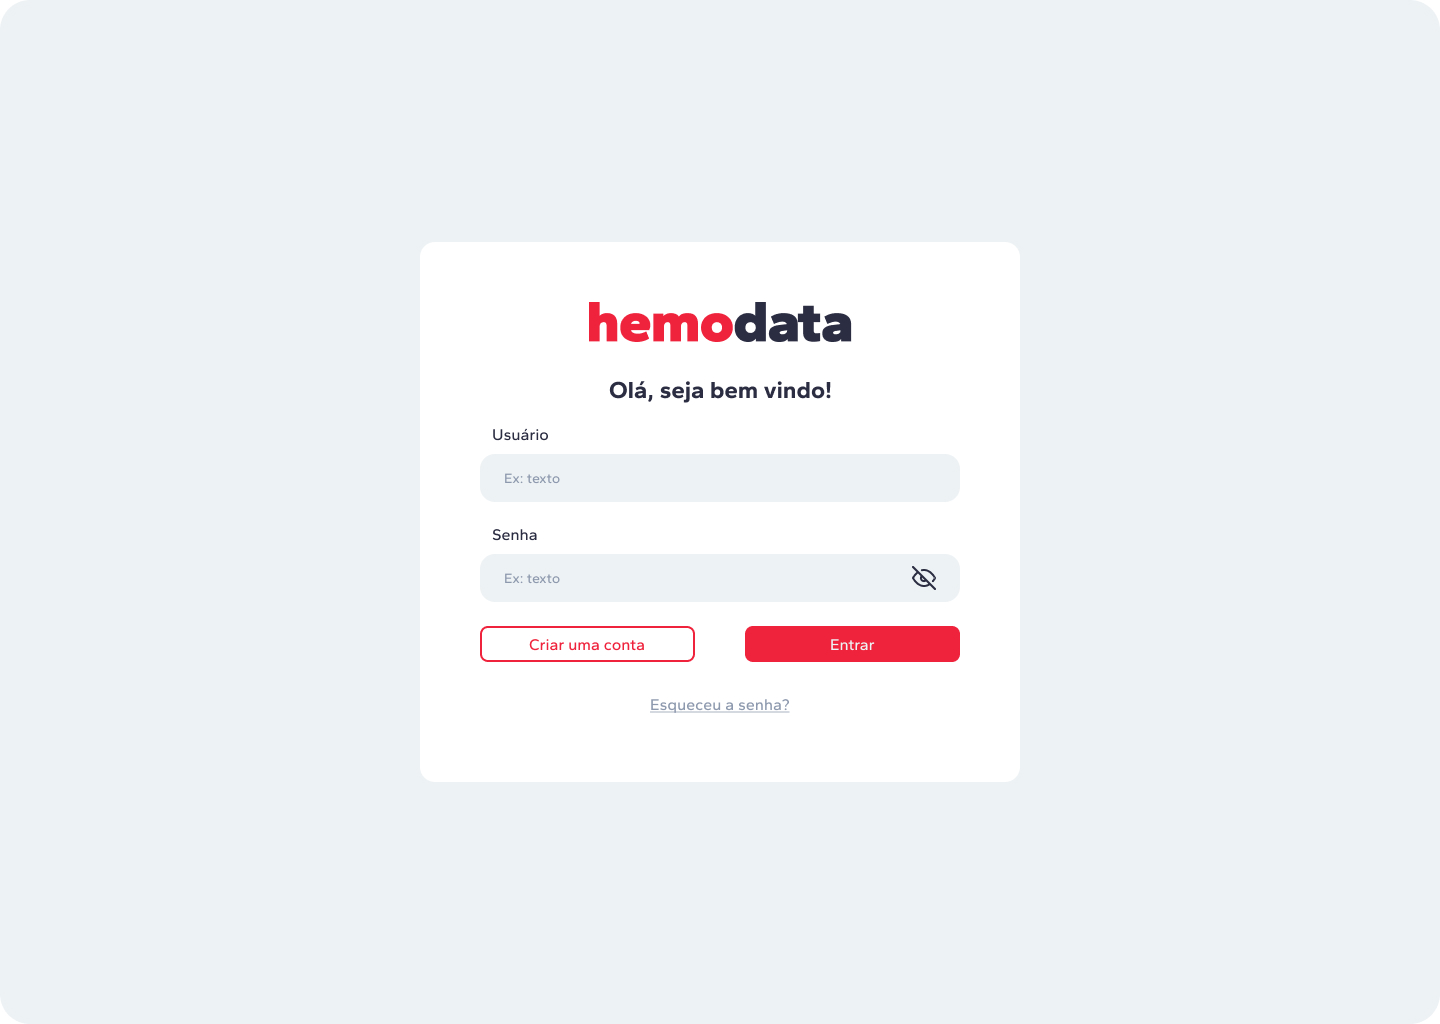 hemodata
Olá, seja bem vindo!
Usuário
Ex: texto
Senha
Ex: texto
Criar uma conta
Entrar
Esqueceu a senha?